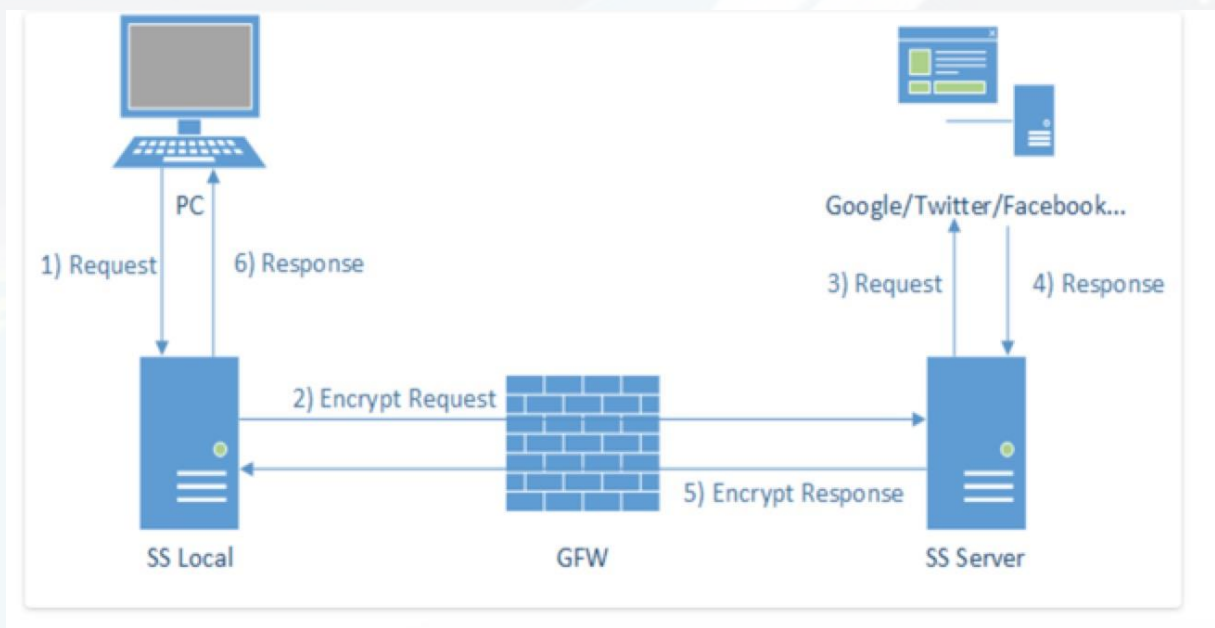 PC
Google/Twitter/Facebook...
1) Request
6) Response
3) Request
4) Response
2) Encrypt Request
5) Encrypt Response
SS Local
GFW
SS Server